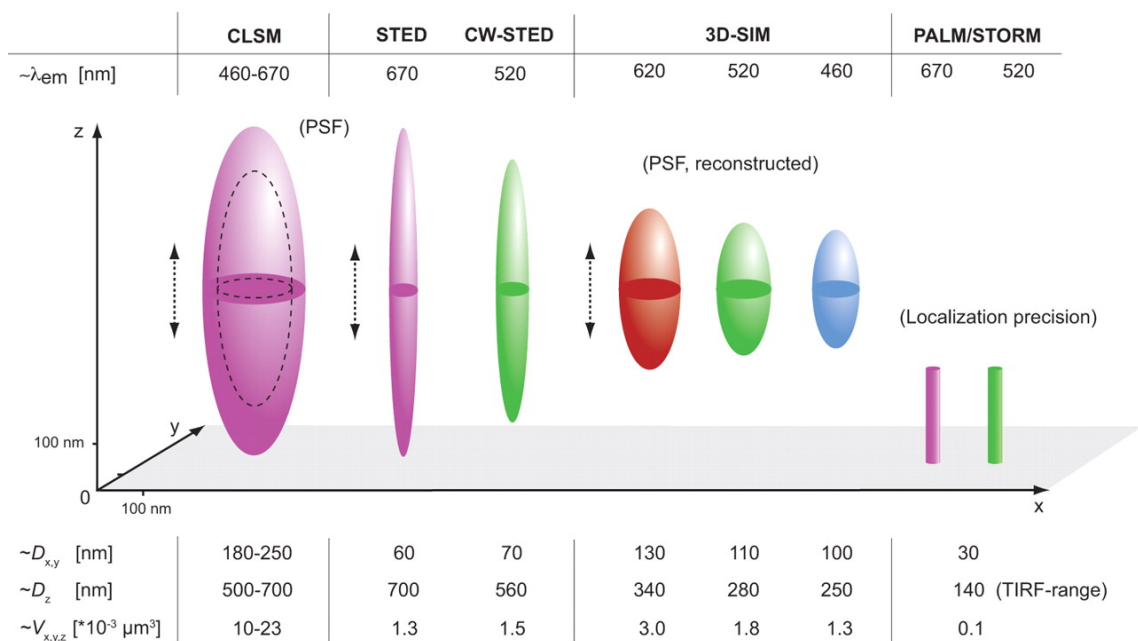 CLSM STED CW-STED 3D-SIM PALM/STORM
~λem [nm] 460-670 670 520 620 520 460 670 520
z (PSF)
(PSF, reconstructed)
(Localization precision)
y
100 nm
0
100 nm
x
~Dx,y [nm] 180-250 60 70 130 110 100 30
~Dz [nm] 500-700 700 560 340 280 250 140 (TIRF-range)
~Vx,y,z [*10-3 µm3] 10-23 1.3 1.5 3.0 1.8 1.3 0.1